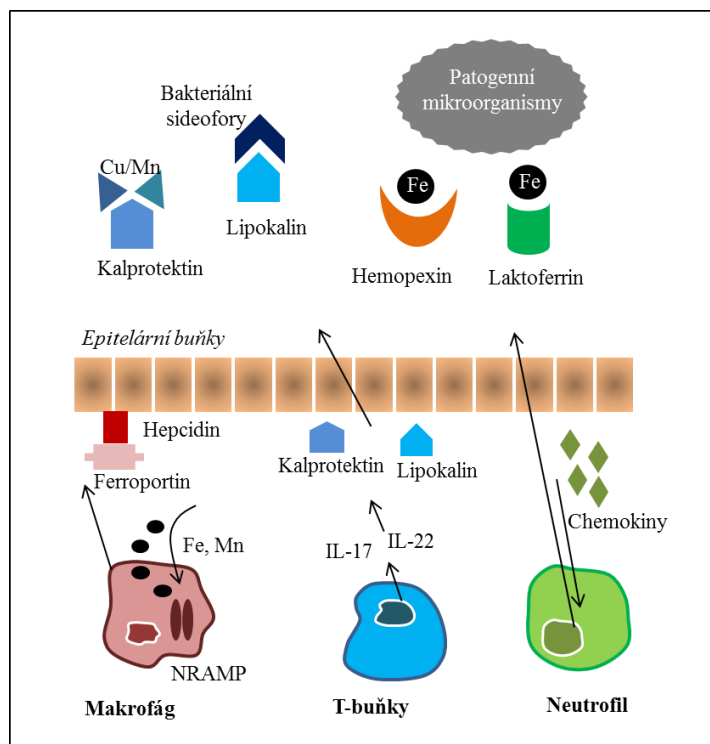 Patogenní
mikroorganismy
Bakteriální
sideofory
Cu/Mn
Fe
Fe
Lipokalin
Kalprotektin
Hemopexin
Laktoferrin
Epitelární buňky
Hepcidin
Kalprotektin
Lipokalin
Ferroportin
Chemokiny
Fe, Mn
IL-17
IL-22
NRAMP
Makrofág
T-buňky
Neutrofil